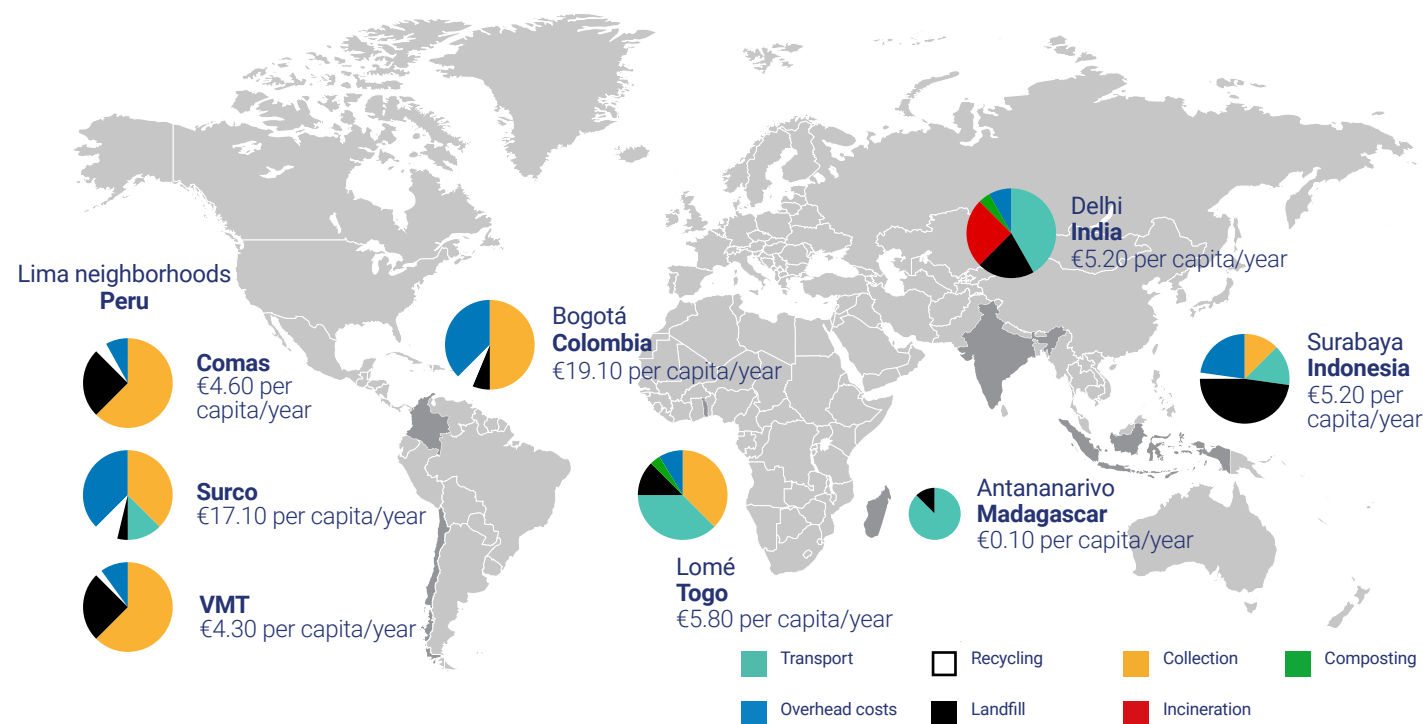 Lima neighborhoods
Peru
Comas
€4.60 per
capita/year
Surco
€17.10 per capita/year
VMT
€4.30 per capita/year
Bogotá
Colombia
€19.10 per capita/year
Lomé
Togo
€5.80 per capita/year
Delhi
India
€5.20 per capita/year
Antananarivo
Madagascar
€0.10 per capita/year
Surabaya
Indonesia
€5.20 per
capita/year
Transport
Recycling
Collection
Composting
Overhead costs
Landfill
Incineration